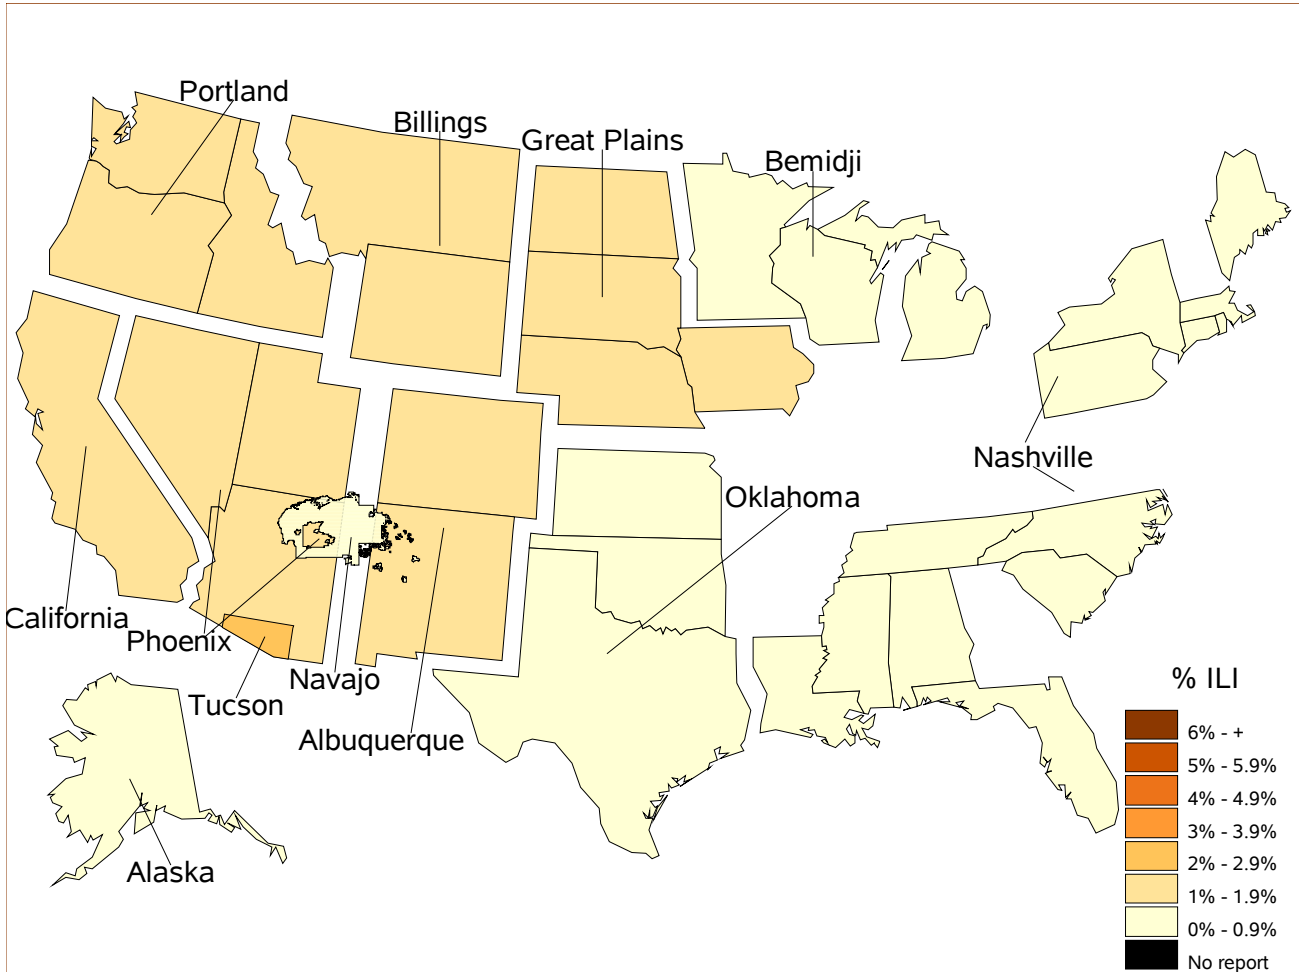 Portland
Billings
Great Plains
Bemidji
Nashville
Oklahoma
California
Phoenix
Navajo
Tucson
Albuquerque
Alaska
% ILI
6% - +
5% - 5.9%
4% - 4.9%
3% - 3.9%
2% - 2.9%
1% - 1.9%
0% - 0.9%
No report